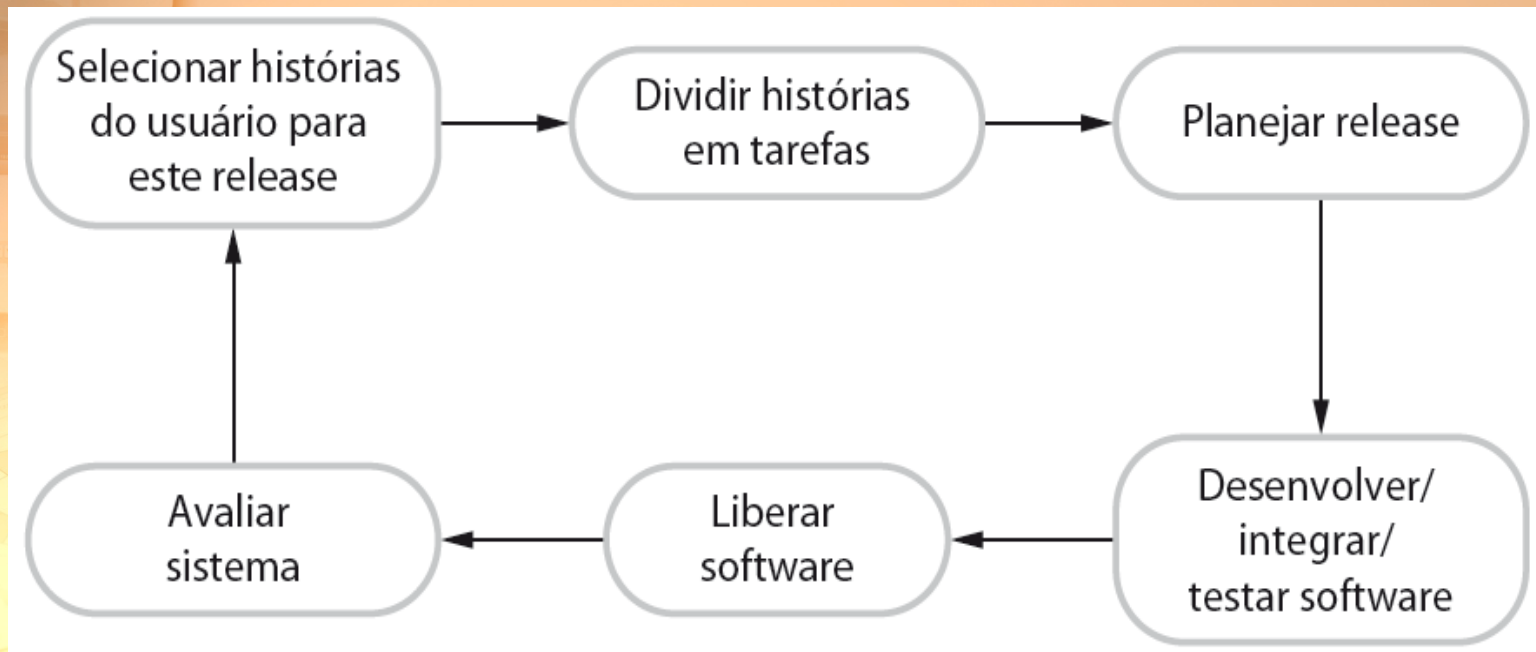 Selecionar histórias
do usuário para
este release
Dividir histórias
em tarefas
Planejar release
Desenvolver/
integrar/
testar software
Liberar
software
Avaliar
sistema